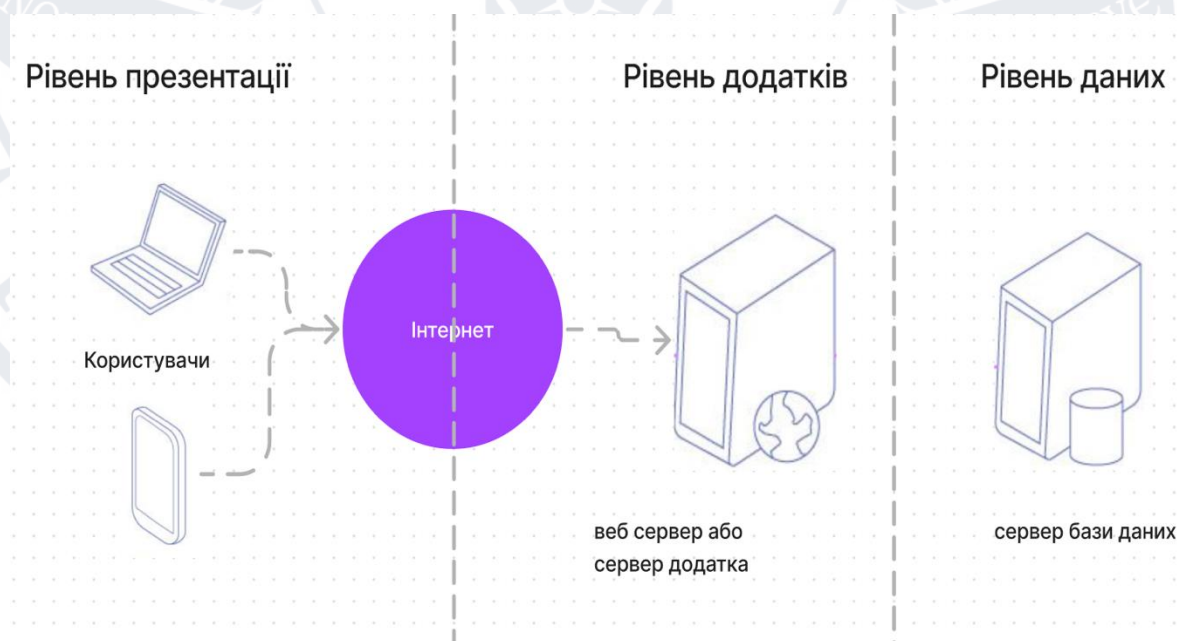 Рівень презентації
Рівень додатків
Рівень даних
Інтернет
Користувачи
веб сервер або
сервер додатка
сервер бази даних